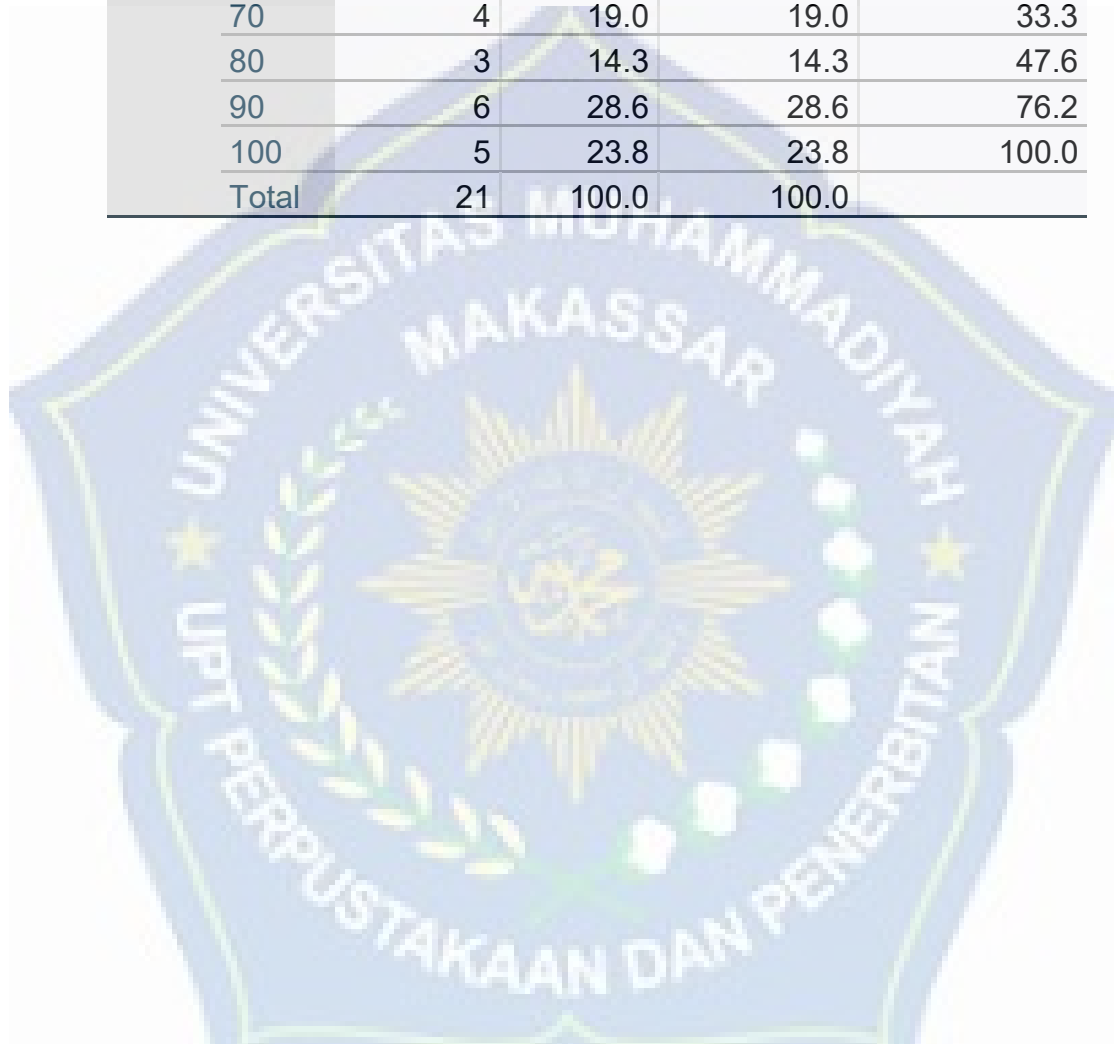 70 4 19.0 19.0 33.3
80 3 14.3 14.3 47.6
90 6 28.6 28.6 76.2
100 5 23.8 23.8 100.0
Total 21 100.0 100.0
UNIVERSITAS MUHAMMADIYAH
MAKASSAR
UPT PERPUSTAKAAN DAN PENERBITAN